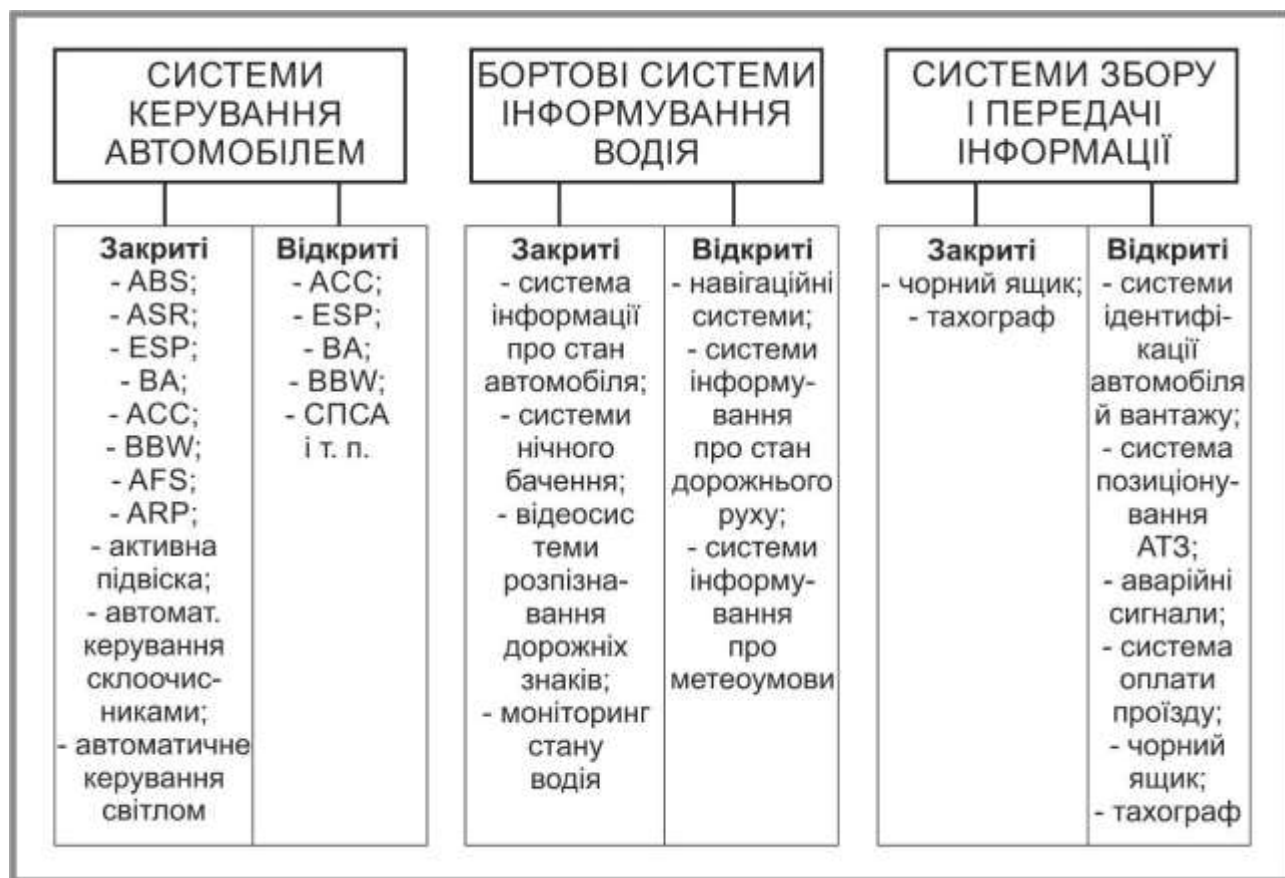 СИСТЕМИ
КЕРУВАННЯ
АВТОМОБІЛЕМ
Закриті
- ABS;
- ASR;
- ESP;
- BA;
- ACC;
- BBW;
- AFS;
- ARP;
- активна
підвіска;
- автомат.
керування
склоочис-
никами;
- автоматичне
керування
світлом
Відкриті
- ACC;
- ESP;
- BA;
- BBW;
- СПСА
і т. п.
БОРТОВІ СИСТЕМИ
ІНФОРМУВАННЯ
ВОДІЯ
Закриті
- система
інформації
про стан
автомобіля;
- системи
нічного
бачення;
- відеосис
теми
розпізна-
вання
дорожніх
знаків;
- моніторинг
стану
водія
Відкриті
- навігаційні
системи;
- системи
інформу-
вання
про стан
дорожнього
руху;
- системи
інформу-
вання
про
метеоумови
СИСТЕМИ ЗБОРУ
І ПЕРЕДАЧІ
ІНФОРМАЦІЇ
Закриті
- чорний ящик;
- тахограф
Відкриті
- системи
ідентифі-
кації
автомобіля
й вантажу;
- система
позиціону-
вання
АТЗ;
- аварійні
сигнали;
- система
оплати
проїзду;
- чорний
ящик;
- тахограф